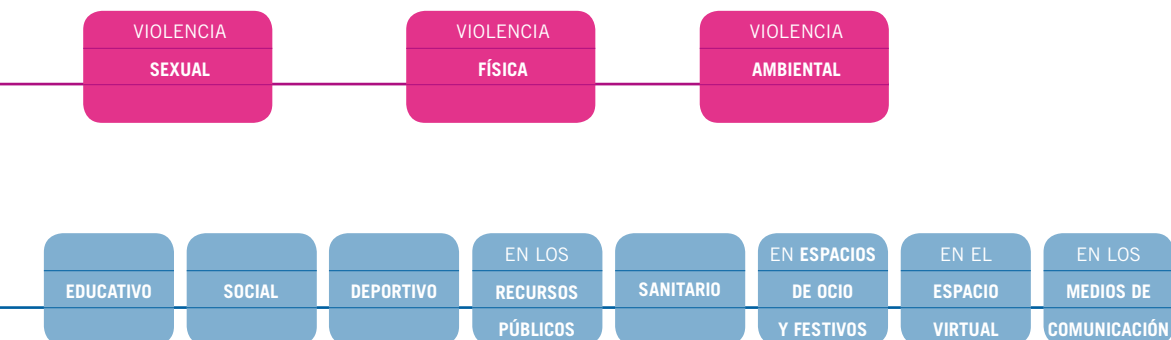 VIOLENCIA
SEXUAL
VIOLENCIA
FÍSICA
VIOLENCIA
AMBIENTAL
EDUCATIVO
SOCIAL
DEPORTIVO
EN LOS
RECURSOS
PÚBLICOS
SANITARIO
EN ESPACIOS
DE OCIO
Y FESTIVOS
EN EL
ESPACIO
VIRTUAL
EN LOS
MEDIOS DE
COMUNICACIÓN